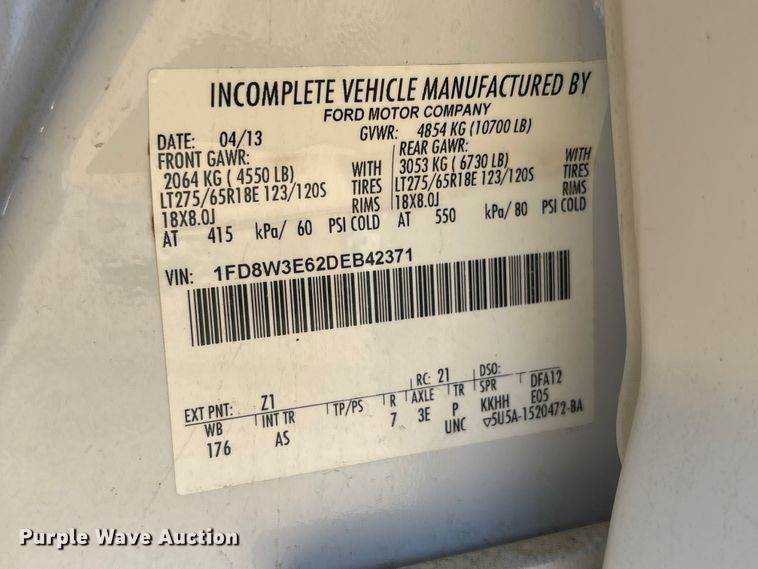 INCOMPLETE VEHICLE MANUFACTURED BY
FORD MOTOR COMPANY
DATE: 04/13 GVWR: 4854 KG (10700 LB)
FRONT GAWR: REAR GAWR:
2064 KG ( 4550 LB) WITH 3053 KG ( 6730 LB) WITH
LT275/65R18E 123/120S TIRES LT275/65R18E 123/120S TIRES
18X8.0J RIMS 18X8.0J RIMS
AT 415 kPa/ 60 PSI COLD AT 550 kPa/ 80 PSI COLD
VIN: 1FD8W3E62DEB42371
EXT PNT: Z1 RC: 21 DSO:
WB INT TR TP/PS R AXLE TR SPR DFA12
176 AS 7 3E P KKHH E05
UNC ▽5U5A-1520472-BA
Purple Wave Auction